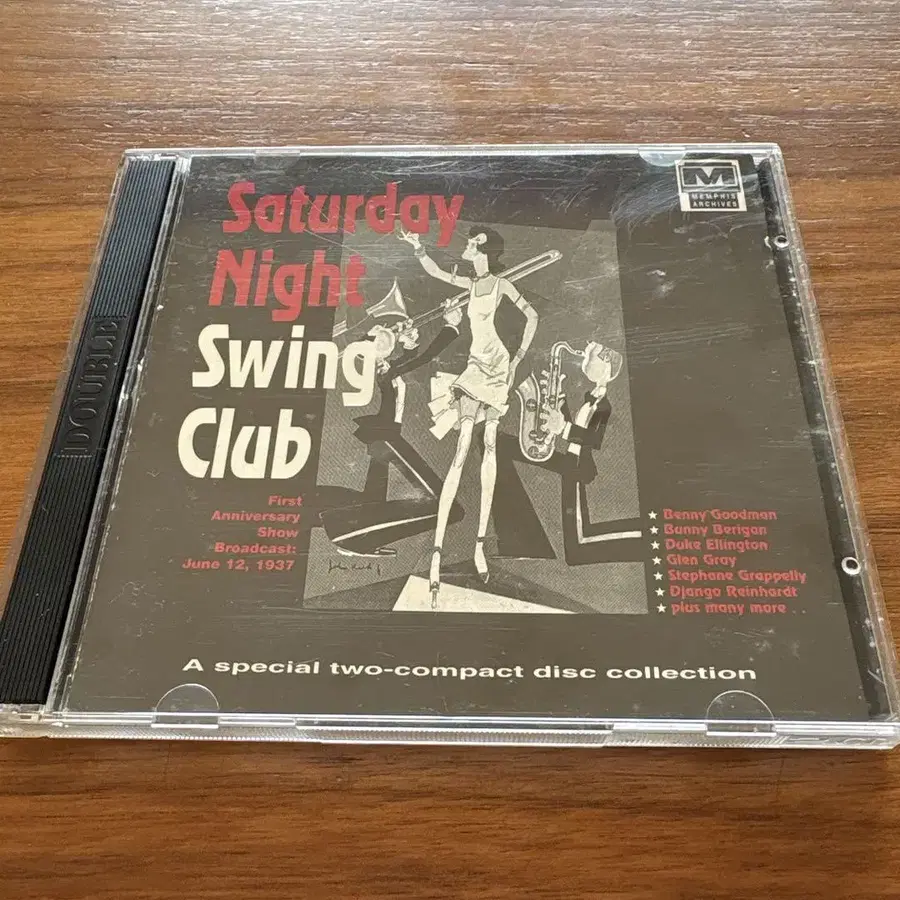 DOUBLE
Saturday
Night
Swing
Club
M
MEMPHIS
ARCHIVES
First
Anniversary
Show
Broadcast:
June 12, 1937
★ Benny Goodman
★ Bunny Berigan
★ Duke Ellington
★ Glen Gray
★ Stephane Grappelly
★ Django Reinhardt
★ plus many more . .
A special two-compact disc collection